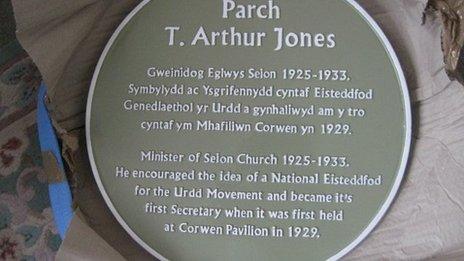 Parch
T. Arthur Jones
Gweinidog Eglwys Seion 1925-1933.
Symbylydd ac Ysgrifennydd cyntaf Eisteddfod
Genedlaethol yr Urdd a gynhaliwyd am y tro
cyntaf ym Mhafiliwn Corwen yn 1929.
Minister of Seion Church 1925-1933.
He encouraged the idea of a National Eisteddfod
for the Urdd Movement and became it's
first Secretary when it was first held
at Corwen Pavilion in 1929.